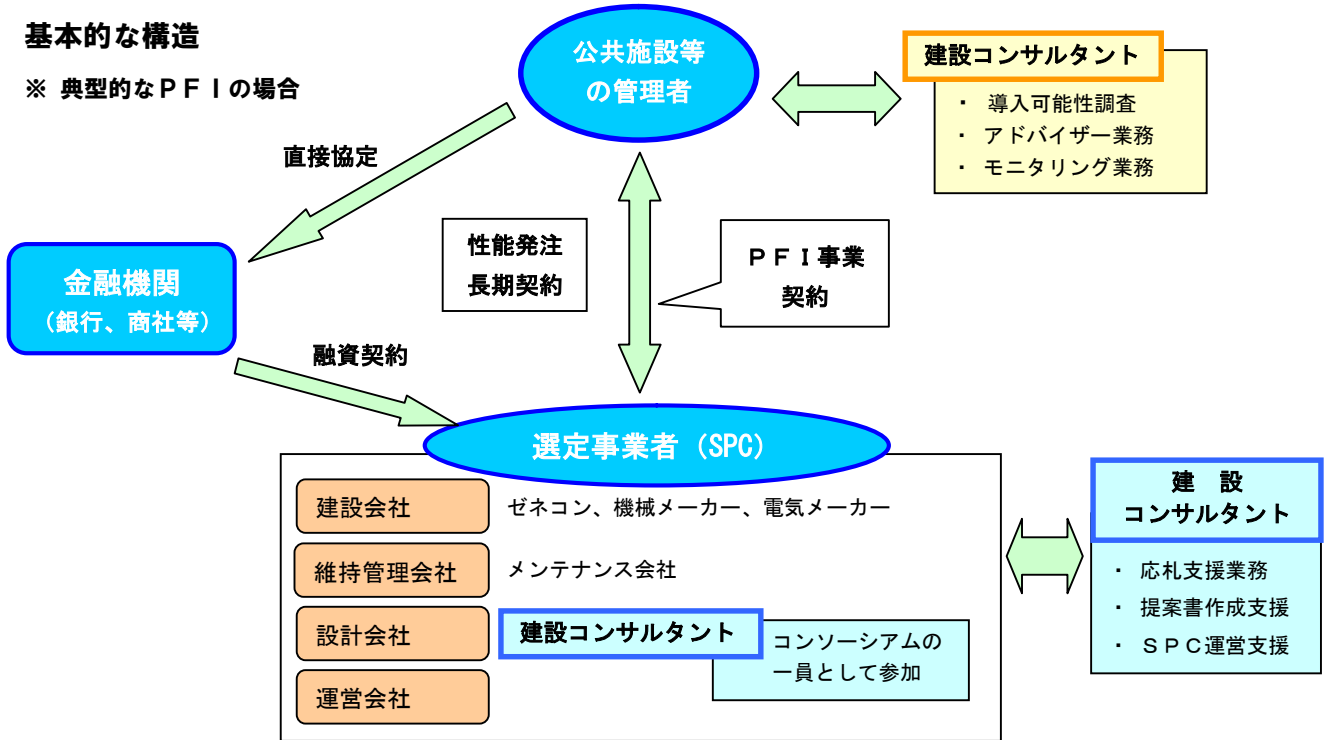 基本的な構造
※ 典型的なＰＦＩの場合
公共施設等
の管理者
建設コンサルタント
・ 導入可能性調査
・ アドバイザー業務
・ モニタリング業務
直接協定
性能発注
長期契約
ＰＦＩ事業
契約
金融機関
（銀行、商社等）
融資契約
選定事業者（SPC）
建設会社
ゼネコン、機械メーカー、電気メーカー
維持管理会社
メンテナンス会社
設計会社
建設コンサルタント
コンソーシアムの
一員として参加
運営会社
建　設
コンサルタント
・ 応札支援業務
・ 提案書作成支援
・ ＳＰＣ運営支援